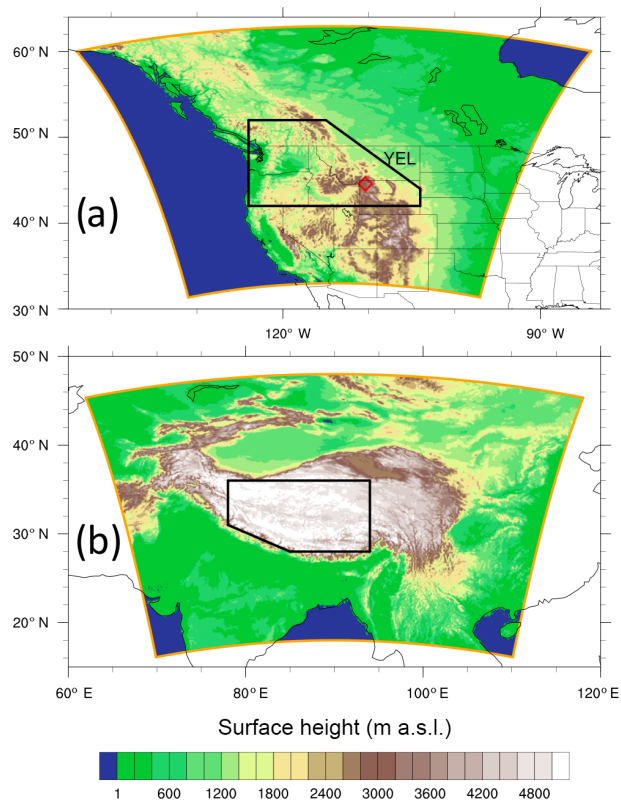 60° N
50° N
YEL
(a)
40° N
30° N
120° W
90° W
50° N
40° N
30° N
(b)
20° N
60° E
80° E
100° E
120° E
Surface height (m a.s.l.)
1 600 1200 1800 2400 3000 3600 4200 4800